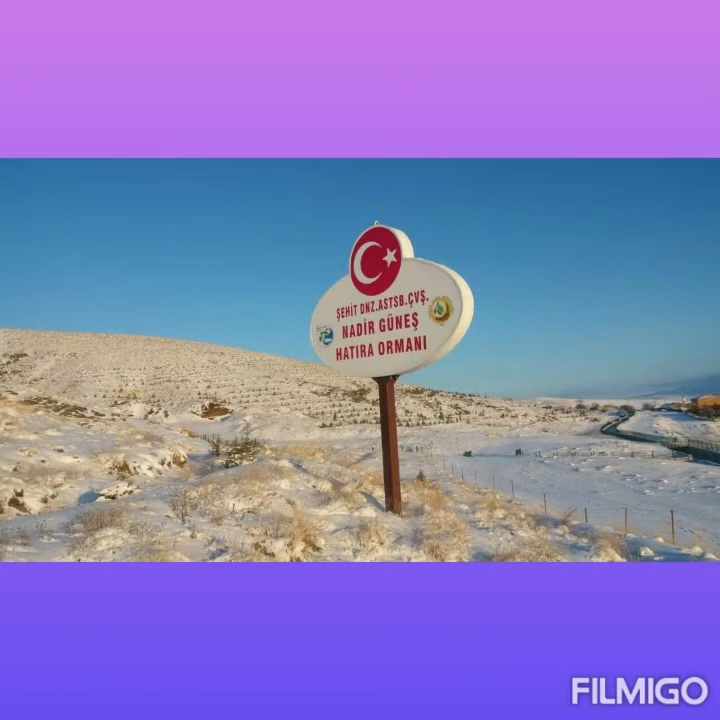 ŞEHİT DNZ.ASTSB.ÇVŞ.
NADİR GÜNEŞ
HATIRA ORMANI
FILMIGO